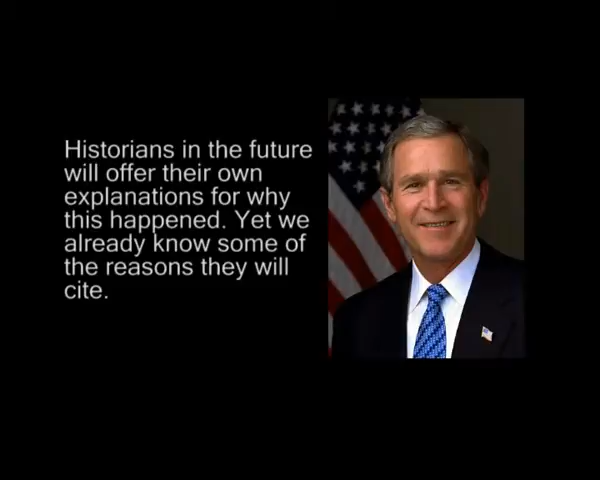 Historians in the future
will offer their own
explanations for why
this happened. Yet we
already know some of
the reasons they will
cite.